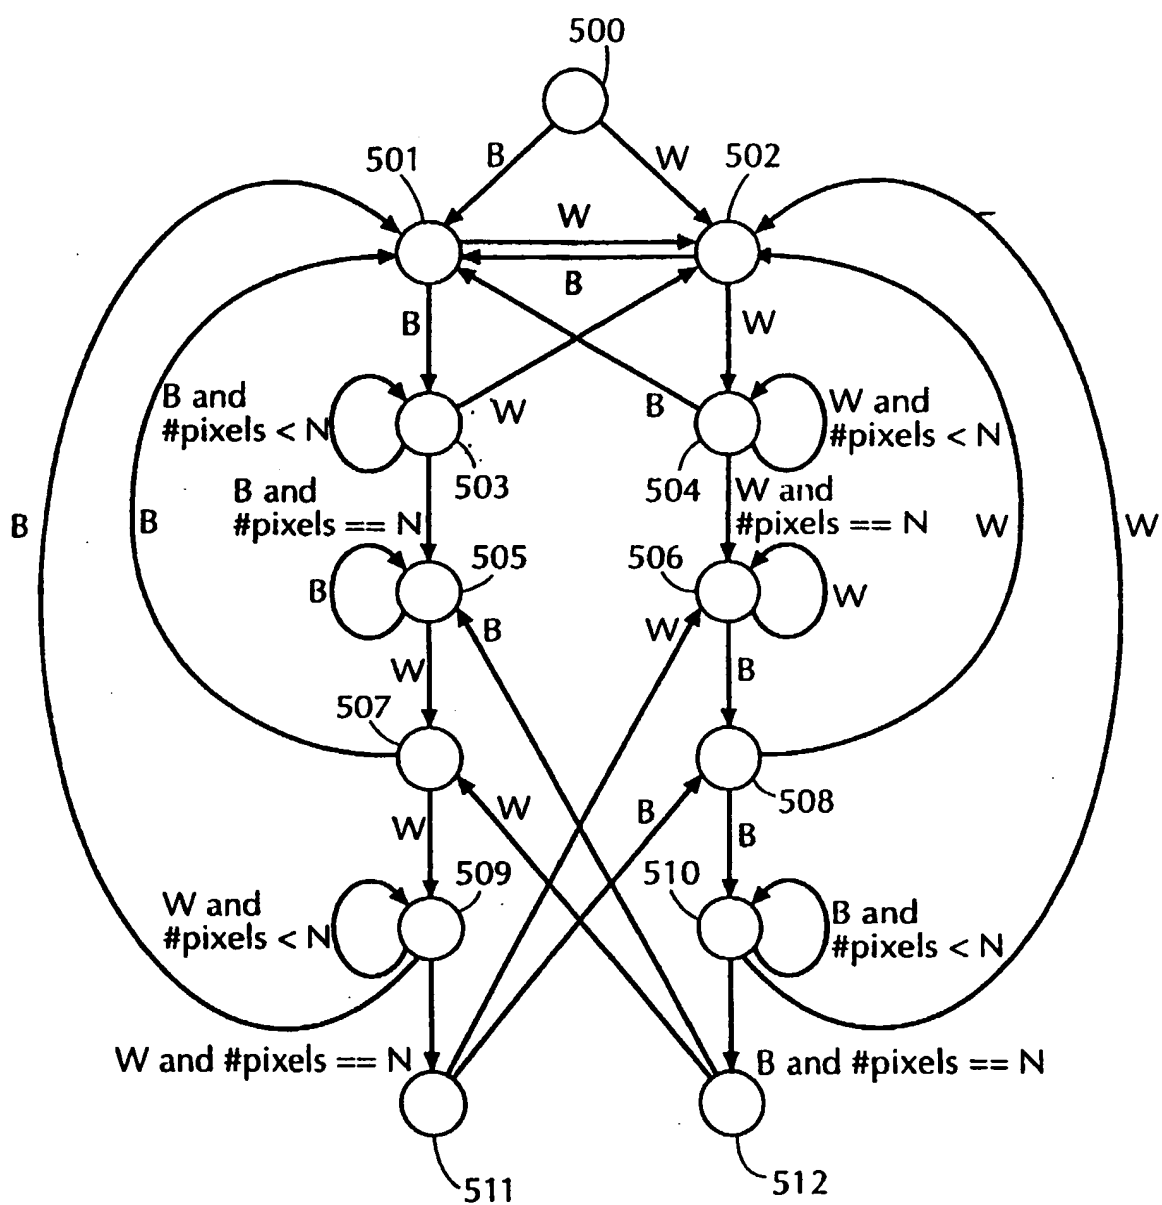 500
B
W
501
502
W
B
B
W
B and
#pixels < N
W
B
W and
#pixels < N
503
504
B and
#pixels == N
W and
#pixels == N
B
B
W
W
505
506
B
W
B
W
W
B
507
508
W
B
W
B
509
510
W and
#pixels < N
B and
#pixels < N
W and #pixels == N
B and #pixels == N
511
512